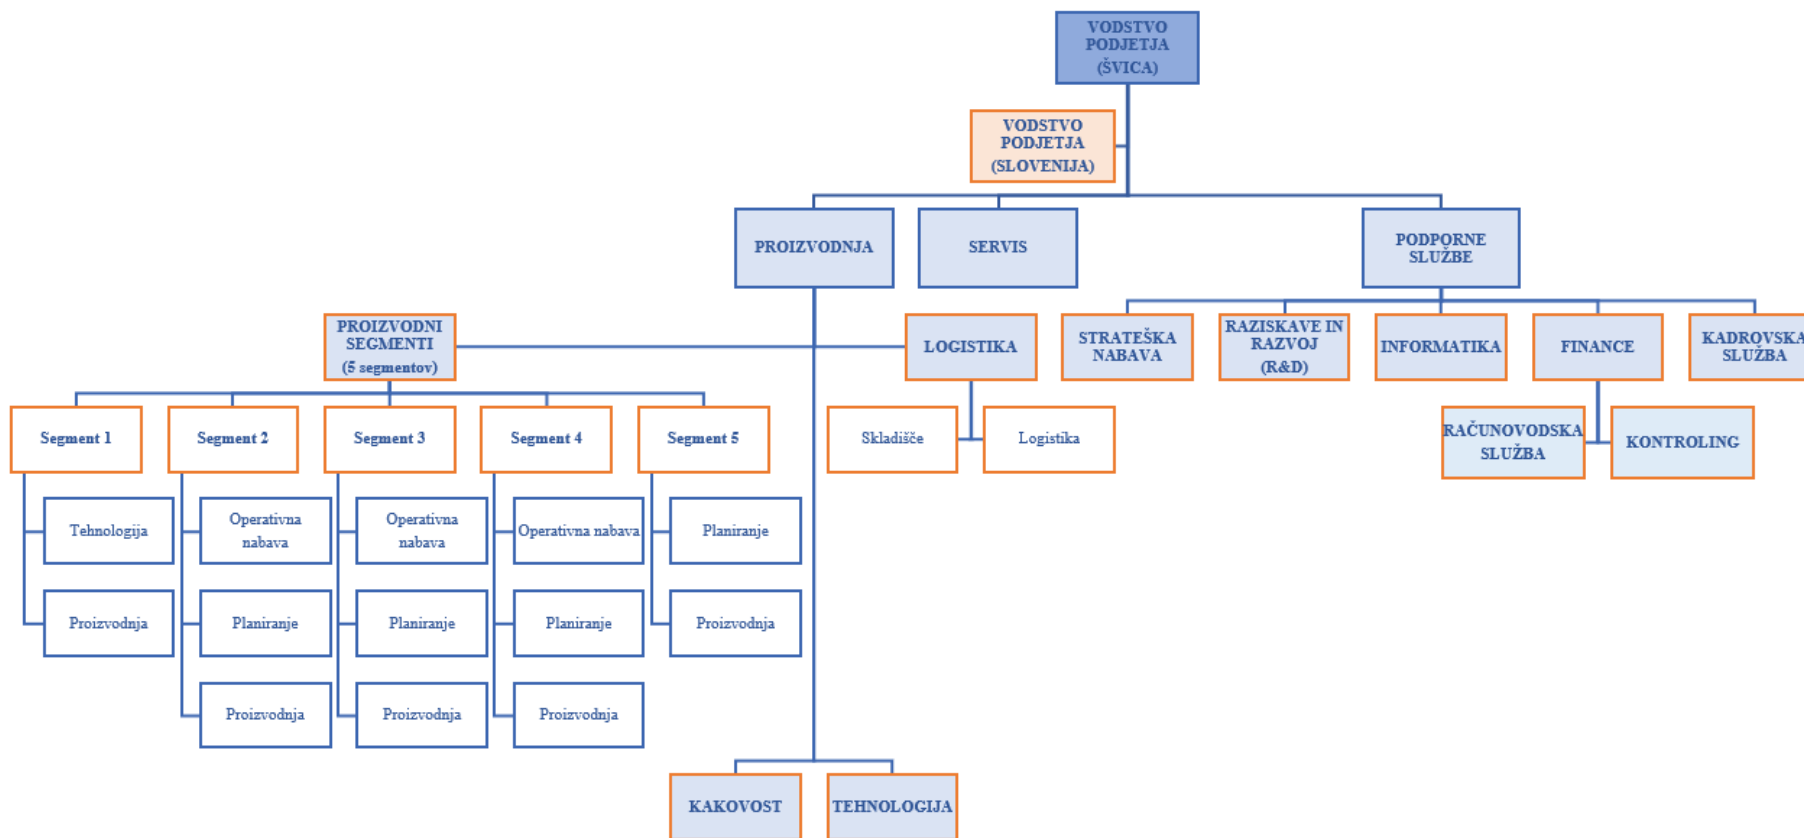 VODSTVO
PODJETJA
(ŠVICA)
VODSTVO
PODJETJA
(SLOVENIJA)
PROIZVODNJA
SERVIS
PODPORNE
SLUŽBE
PROIZVODNI
SEGMENTI
(5 segmentov)
LOGISTIKA
STRATEŠKA
NABAVA
RAZISKAVE IN
RAZVOJ
(R&D)
INFORMATIKA
FINANCE
KADROVSKA
SLUŽBA
Segment 1
Segment 2
Segment 3
Segment 4
Segment 5
Skladišče
Logistika
RAČUNOVODSKA
SLUŽBA
KONTROLING
Tehnologija
Operativna
nabava
Operativna
nabava
Operativna nabava
Planiranje
Proizvodnja
Planiranje
Planiranje
Planiranje
Proizvodnja
Proizvodnja
Proizvodnja
Proizvodnja
KAKOVOST
TEHNOLOGIJA